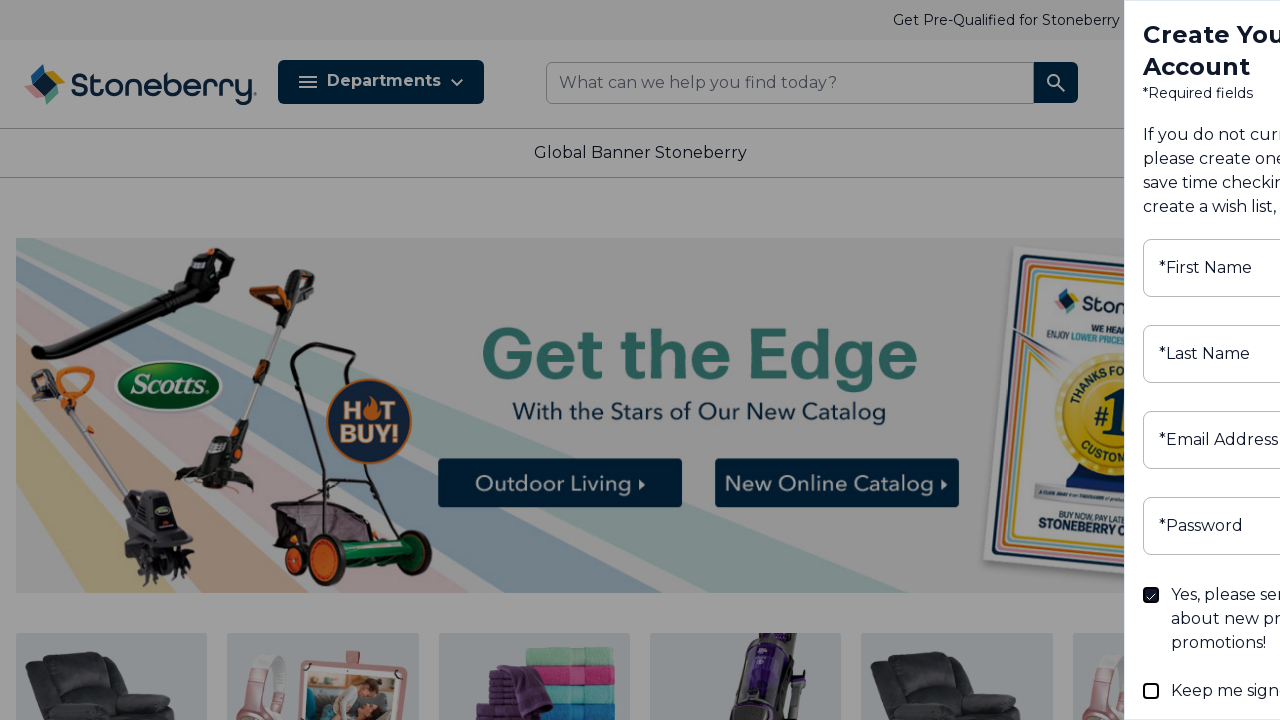 Get Pre-Qualified for Stoneberry
Stoneberry
Departments
What can we help you find today?
Global Banner Stoneberry
Scotts
HOT
BUY!
Get the Edge
With the Stars of Our New Catalog
Outdoor Living
New Online Catalog
WE HEAR
ENJOY LOWER PRICES
THANKS FO
#1
CUSTOM
BUY NOW, PAY LATE
STONEBERRY C
Create You
Account
*Required fields
If you do not cur
please create one
save time checkin
create a wish list,
*First Name
*Last Name
*Email Address
*Password
Yes, please se
about new pr
promotions!
Keep me sign